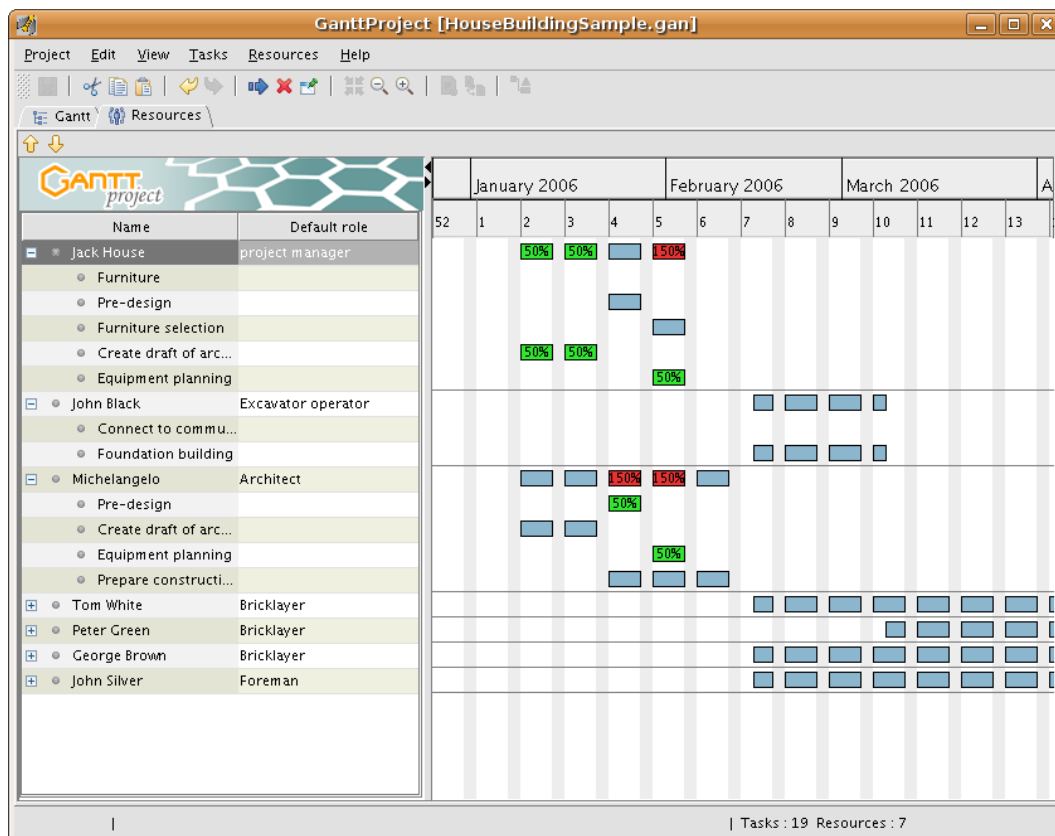 GanttProject [HouseBuildingSample.gan]
Project Edit View Tasks Resources Help
Gantt Resources
GANTT project
January 2006 February 2006 March 2006 A
Name Default role 52 1 2 3 4 5 6 7 8 9 10 11 12 13
Jack House project manager 50% 50% 150%
Furniture
Pre-design
Furniture selection
Create draft of arc... 50% 50%
Equipment planning 50%
John Black Excavator operator
Connect to commu...
Foundation building
Michelangelo Architect 150% 150%
Pre-design 50%
Create draft of arc...
Equipment planning 50%
Prepare constructi...
Tom White Bricklayer
Peter Green Bricklayer
George Brown Bricklayer
John Silver Foreman
Tasks : 19 Resources : 7